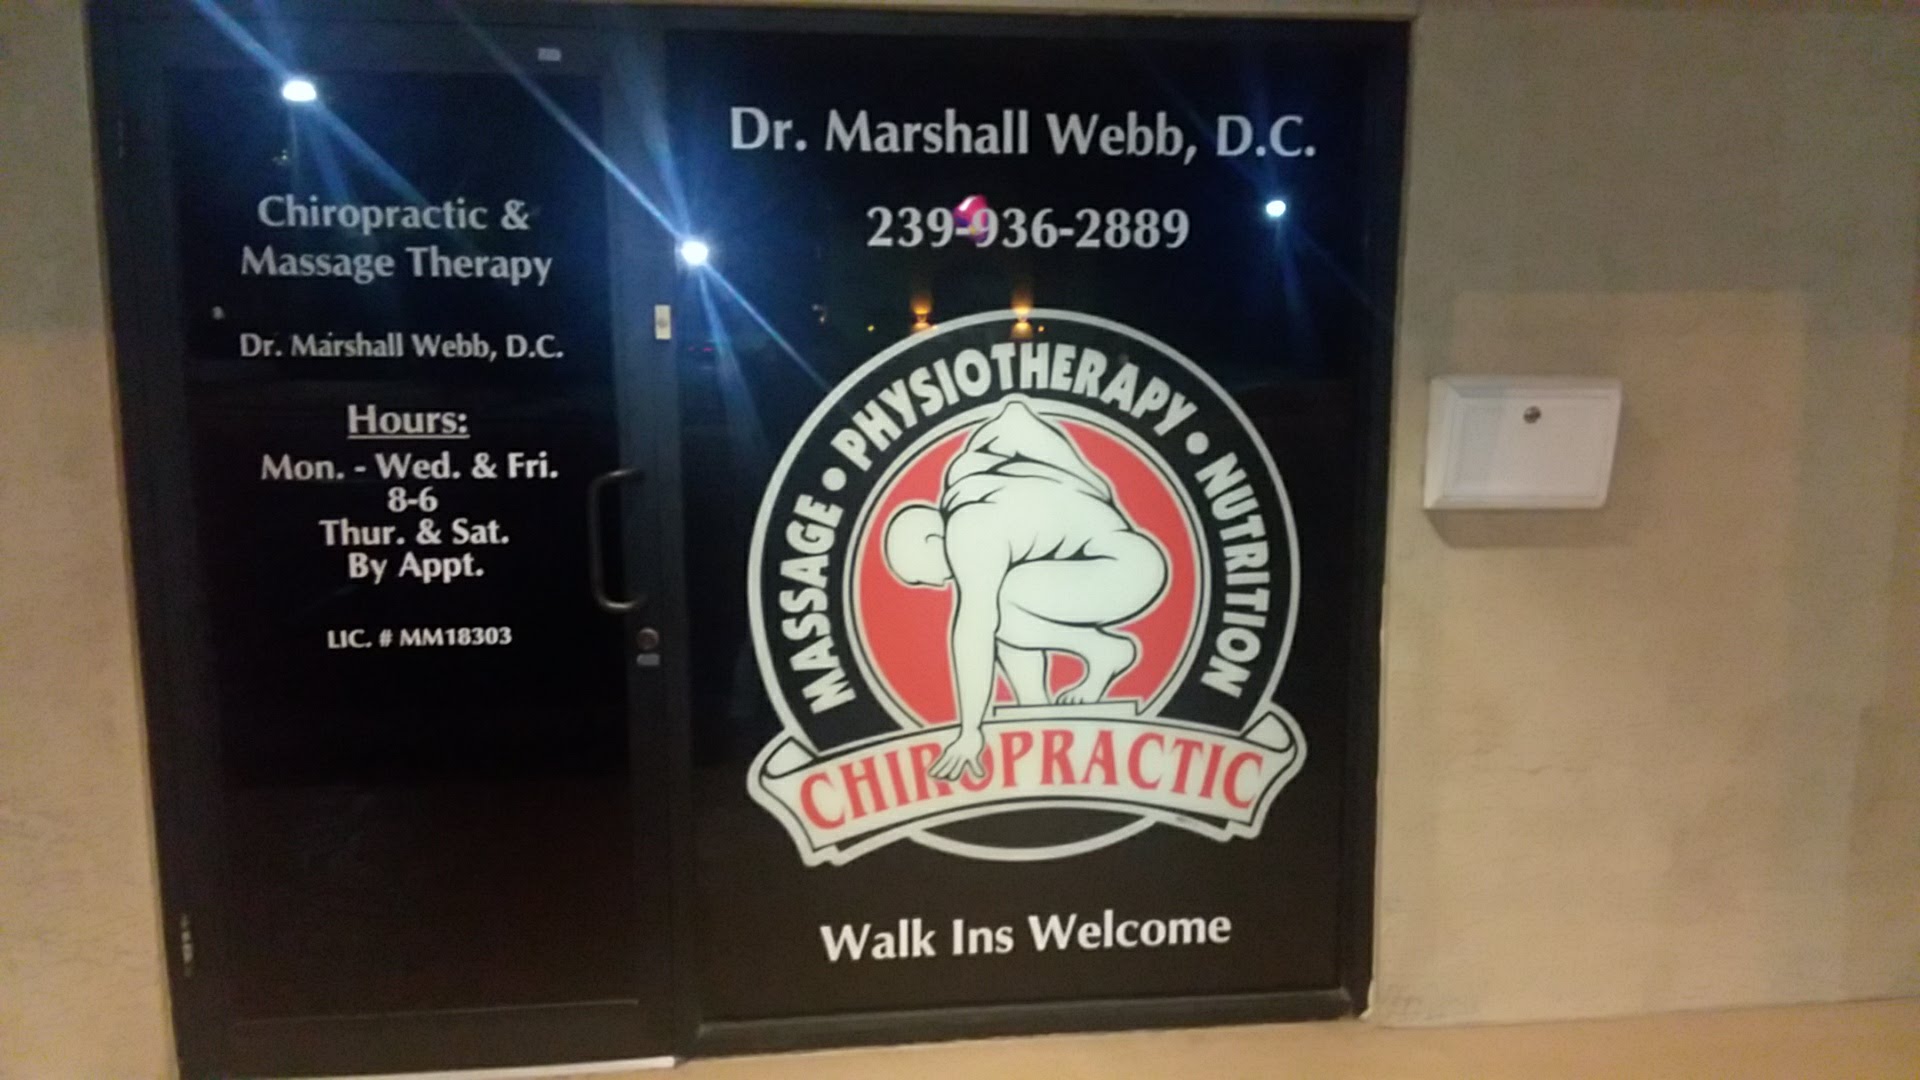 Chiropractic &
Massage Therapy
Dr. Marshall Webb, D.C.
Hours:
Mon. - Wed. & Fri.
8-6
Thur. & Sat.
By Appt.
LIC. # MM18303
Dr. Marshall Webb, D.C.
239-936-2889
MASSAGE • PHYSIOTHERAPY • NUTRITION
CHIROPRACTIC
Walk Ins Welcome